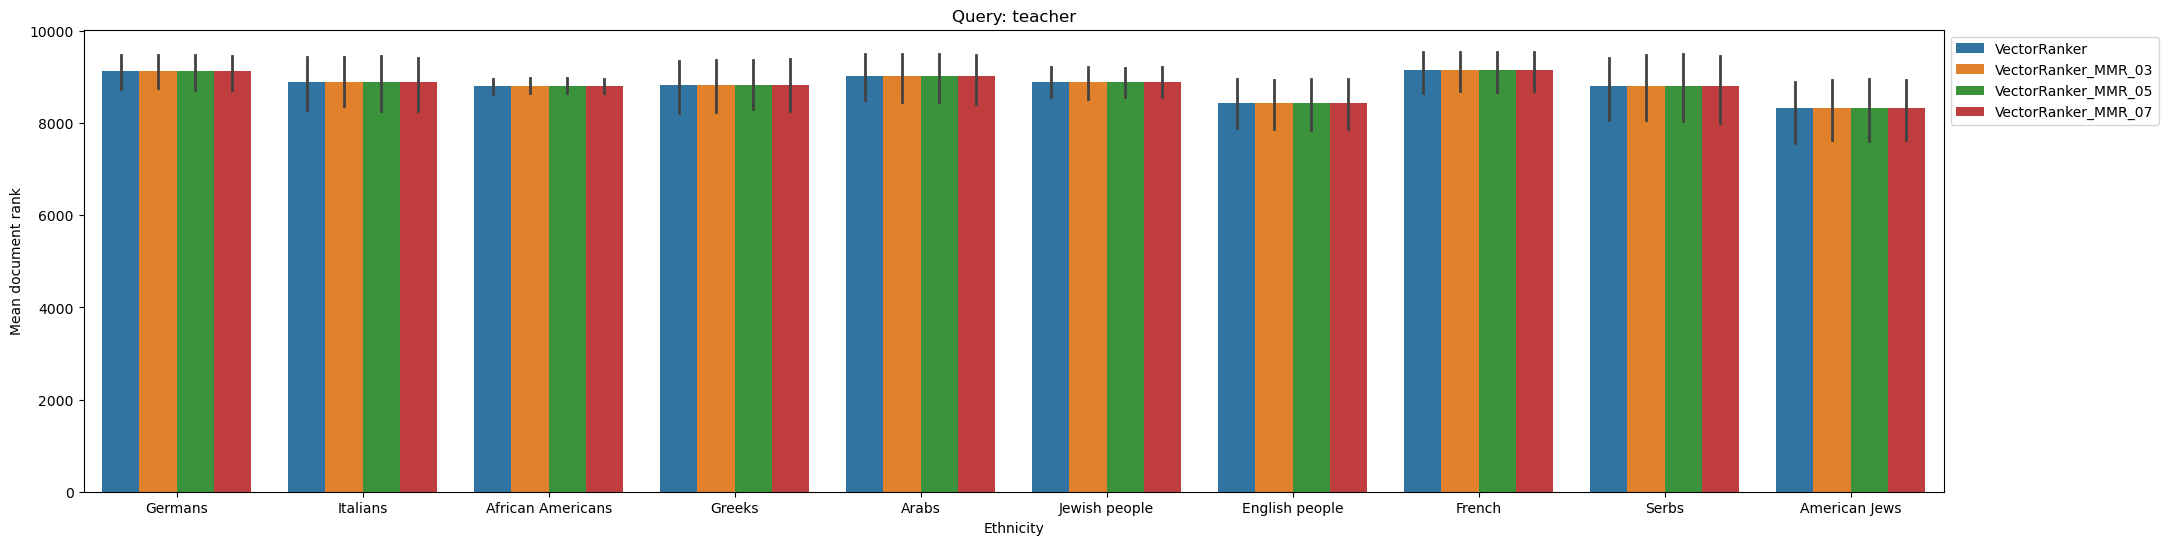 Query: teacher
10000
8000
6000
4000
2000
0
Mean document rank
Germans Italians African Americans Greeks Arabs Jewish people English people French Serbs American Jews
Ethnicity
VectorRanker
VectorRanker_MMR_03
VectorRanker_MMR_05
VectorRanker_MMR_07